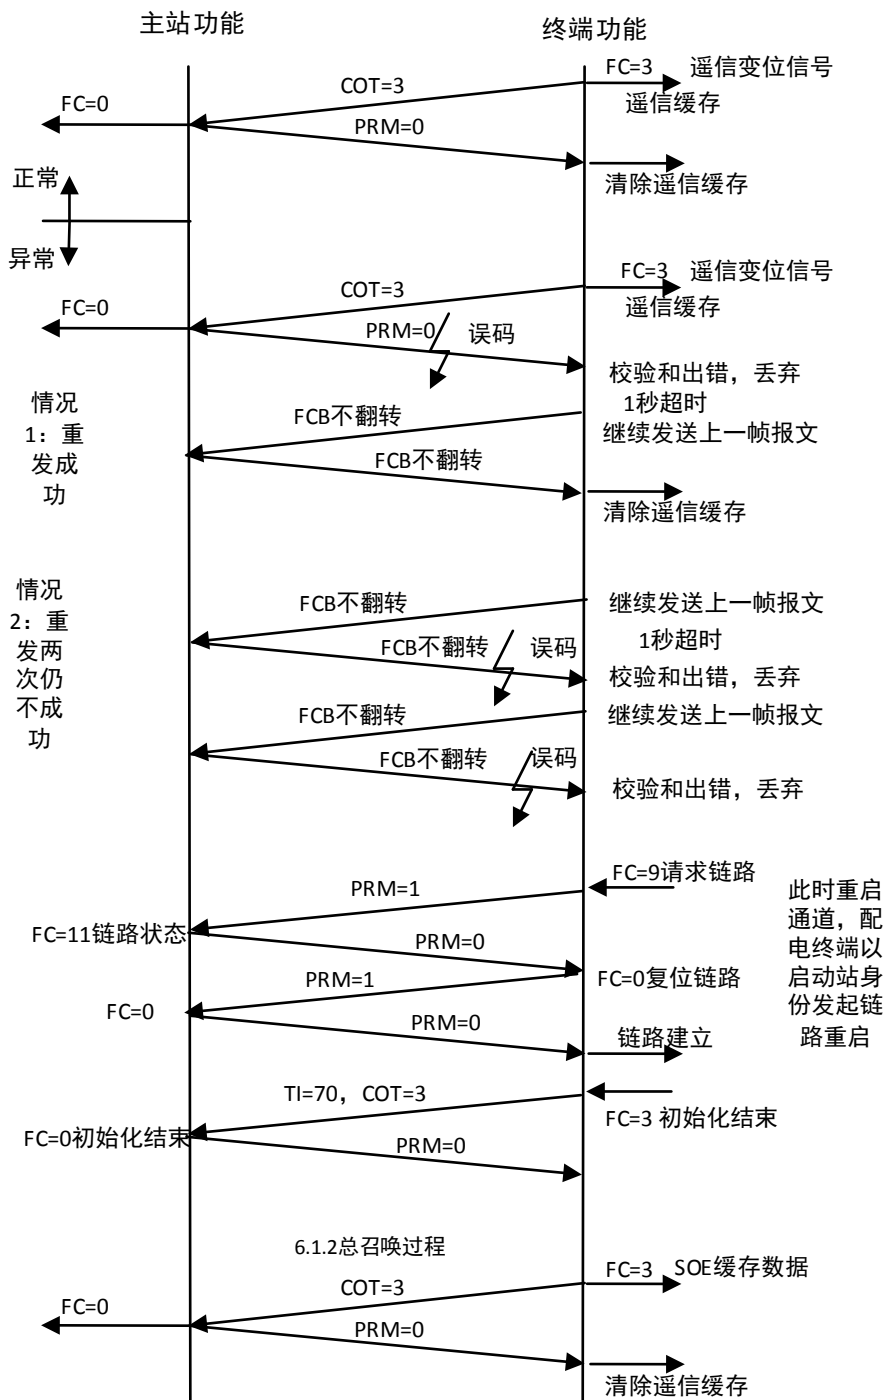 主站功能
终端功能
FC=3
遥信变位信号
COT=3
遥信缓存
FC=0
PRM=0
正常
清除遥信缓存
异常
FC=3
遥信变位信号
COT=3
遥信缓存
FC=0
PRM=0
误码
校验和出错，丢弃
1秒超时
继续发送上一帧报文
情况
1：重
发成
功
FCB不翻转
FCB不翻转
清除遥信缓存
情况
2：重
发两
次仍
不成
功
FCB不翻转
继续发送上一帧报文
1秒超时
FCB不翻转
误码
校验和出错，丢弃
FCB不翻转
继续发送上一帧报文
FCB不翻转
误码
校验和出错，丢弃
FC=9请求链路
PRM=1
此时重启
通道，配
电终端以
启动站身
份发起链
路重启
FC=11链路状态
PRM=0
PRM=1
FC=0复位链路
FC=0
PRM=0
链路建立
TI=70，COT=3
FC=3 初始化结束
FC=0初始化结束
PRM=0
6.1.2总召唤过程
FC=3
SOE缓存数据
COT=3
FC=0
PRM=0
清除遥信缓存